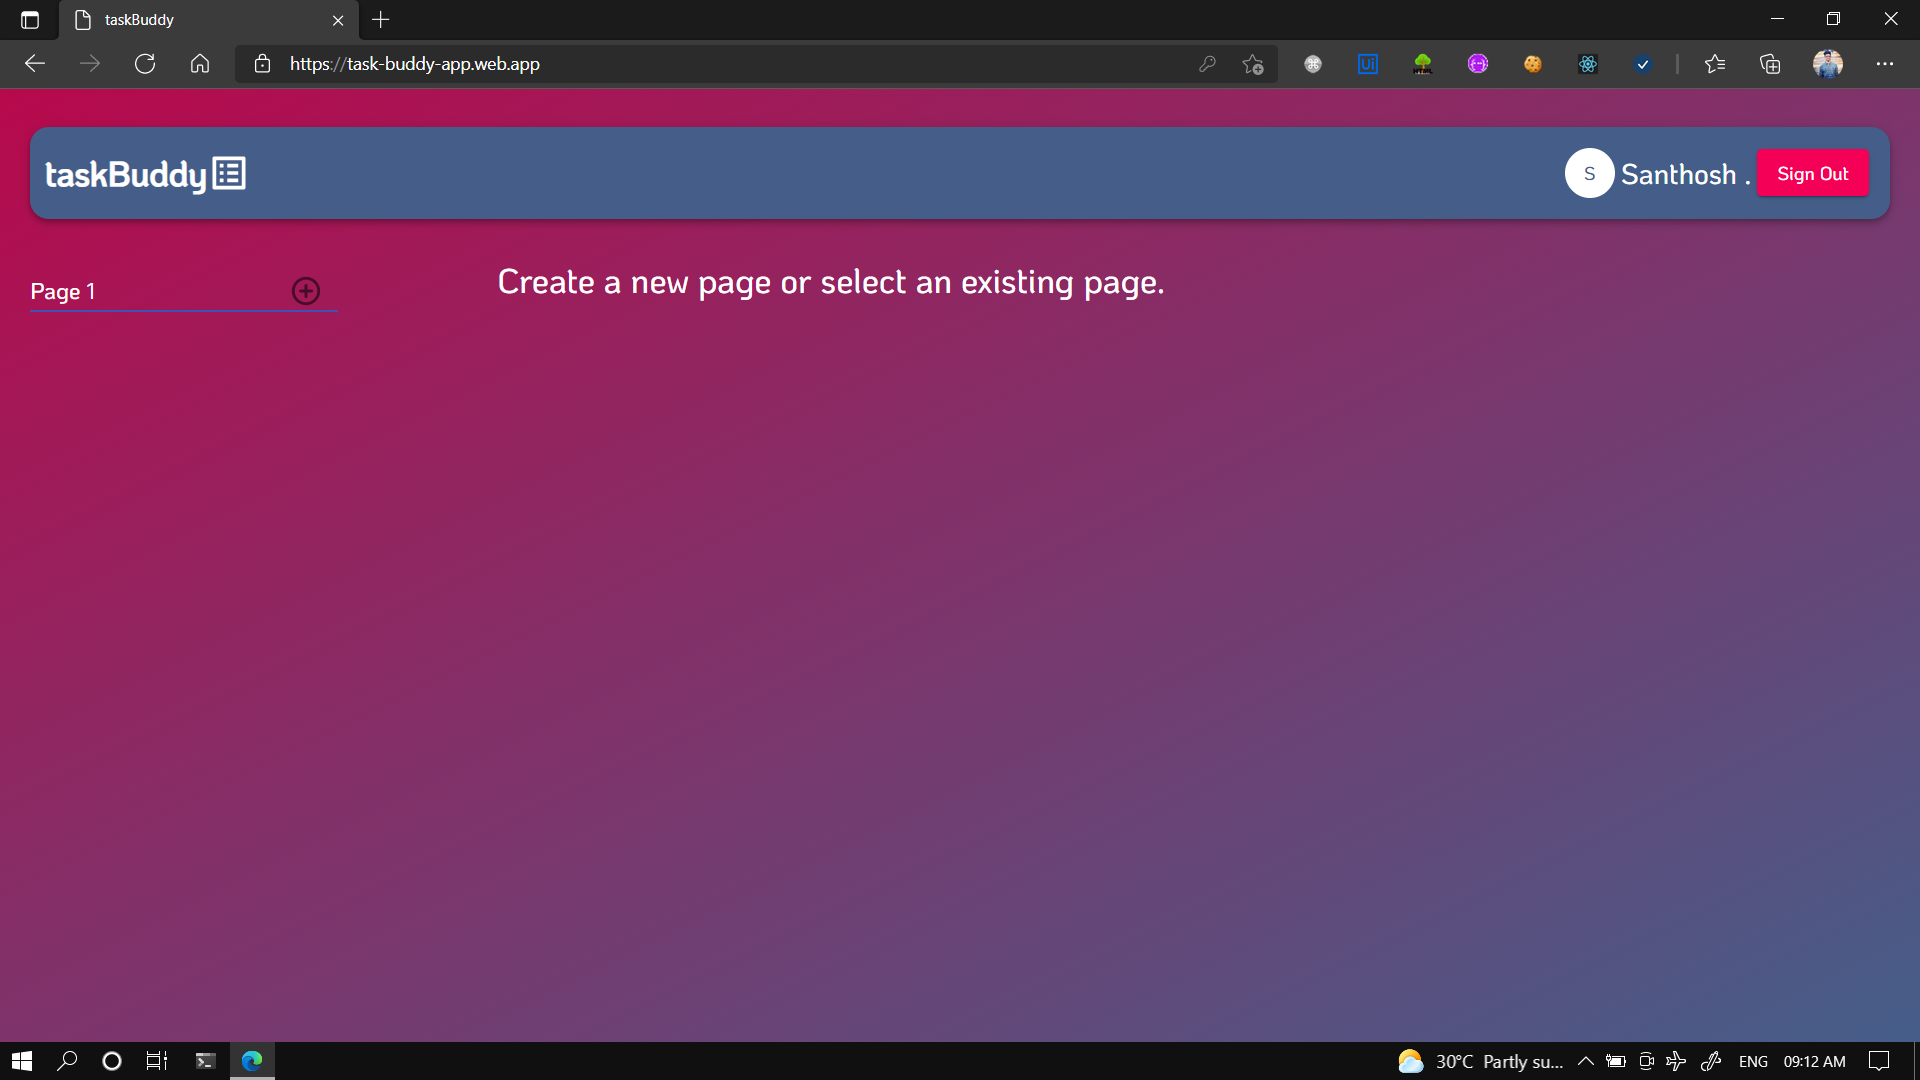 taskBuddy
https://task-buddy-app.web.app
Ui
taskBuddy
S Santhosh . Sign Out
Page 1
Create a new page or select an existing page.
30°C Partly su... ENG 09:12 AM